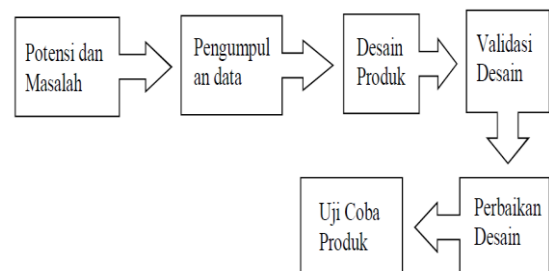 Potensi dan
Masalah
Pengumpul
an data
Desain
Produk
Validasi
Desain
Perbaikan
Desain
Uji Coba
Produk